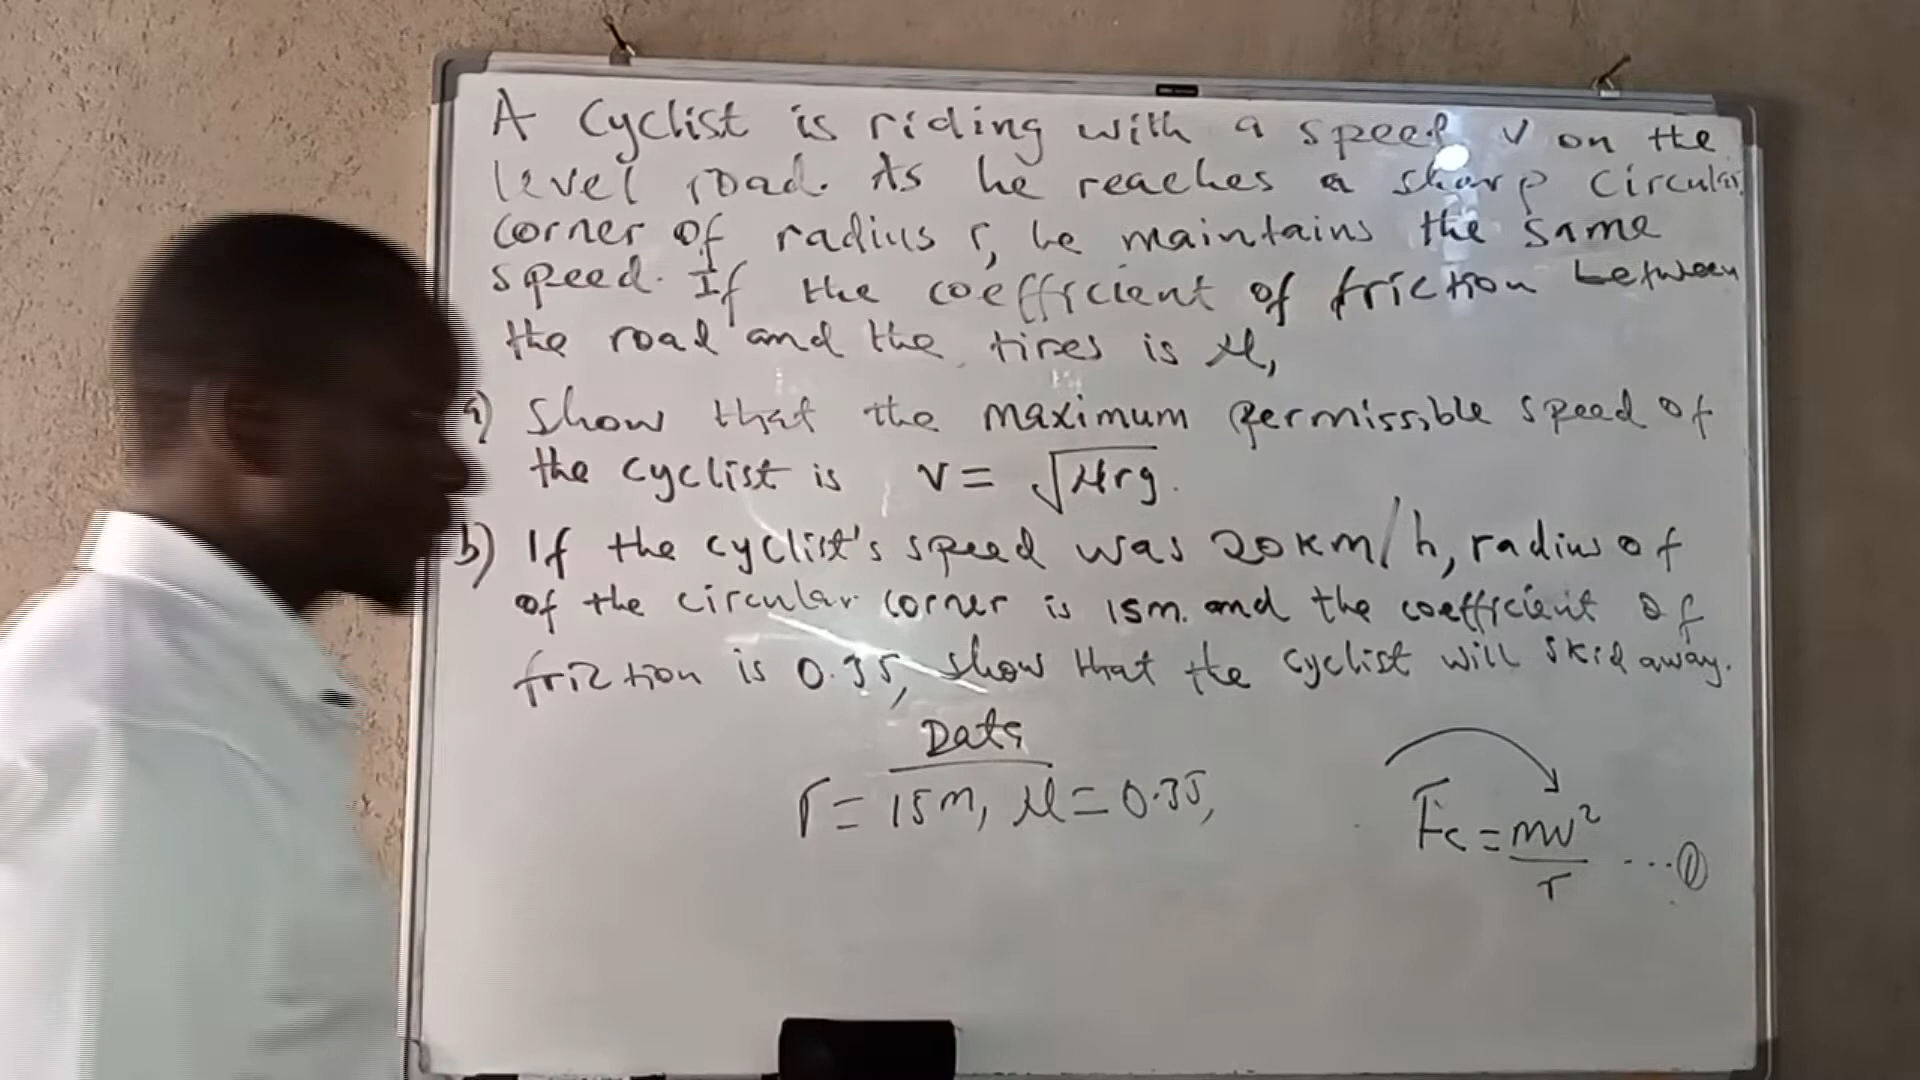 A cyclist is riding with a speed v on the
level road. As he reaches a sharp circular
corner of radius r, he maintains the same
speed. If the coefficient of friction between
the road and the tires is μ,
a) Show that the maximum permissible speed of
the cyclist is v = √μrg.
b) If the cyclist's speed was 20km/h, radius of
of the circular corner is 15m and the coefficient of
friction is 0.35, show that the cyclist will skid away.
Data
r = 15m, μ = 0.35,
Fc = mv²/r ...①